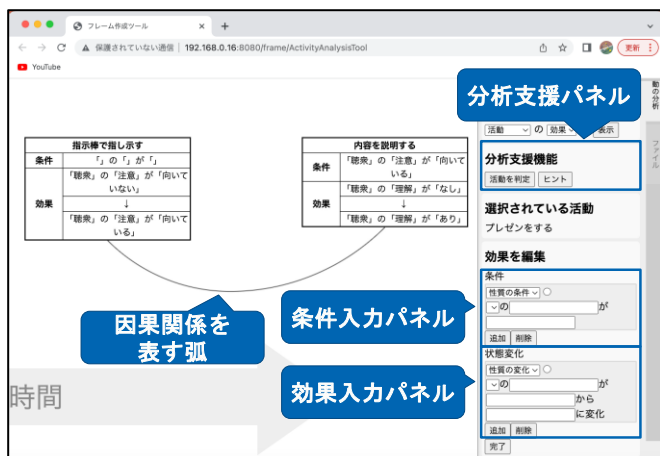 フレーム作成ツール
保護されていない通信 192.168.0.16:8080/frame/ActivityAnalysisTool
更新
YouTube
分析支援パネル
動の分析
ファイル
活動 の 効果 表示
分析支援機能
活動を判定 ヒント
選択されている活動
プレゼンをする
効果を編集
条件
性質の条件
の が
追加 削除
状態変化
性質の変化
の が
から
に変化
追加 削除
完了
指示棒で指し示す
条件 「」の「」が「」
効果 「聴衆」の「注意」が「向いて
いない」
↓
「聴衆」の「注意」が「向いて
いる」
内容を説明する
条件 「聴衆」の「注意」が「向いて
いる」
効果 「聴衆」の「理解」が「なし」
↓
「聴衆」の「理解」が「あり」
因果関係を
表す弧
条件入力パネル
効果入力パネル
時間